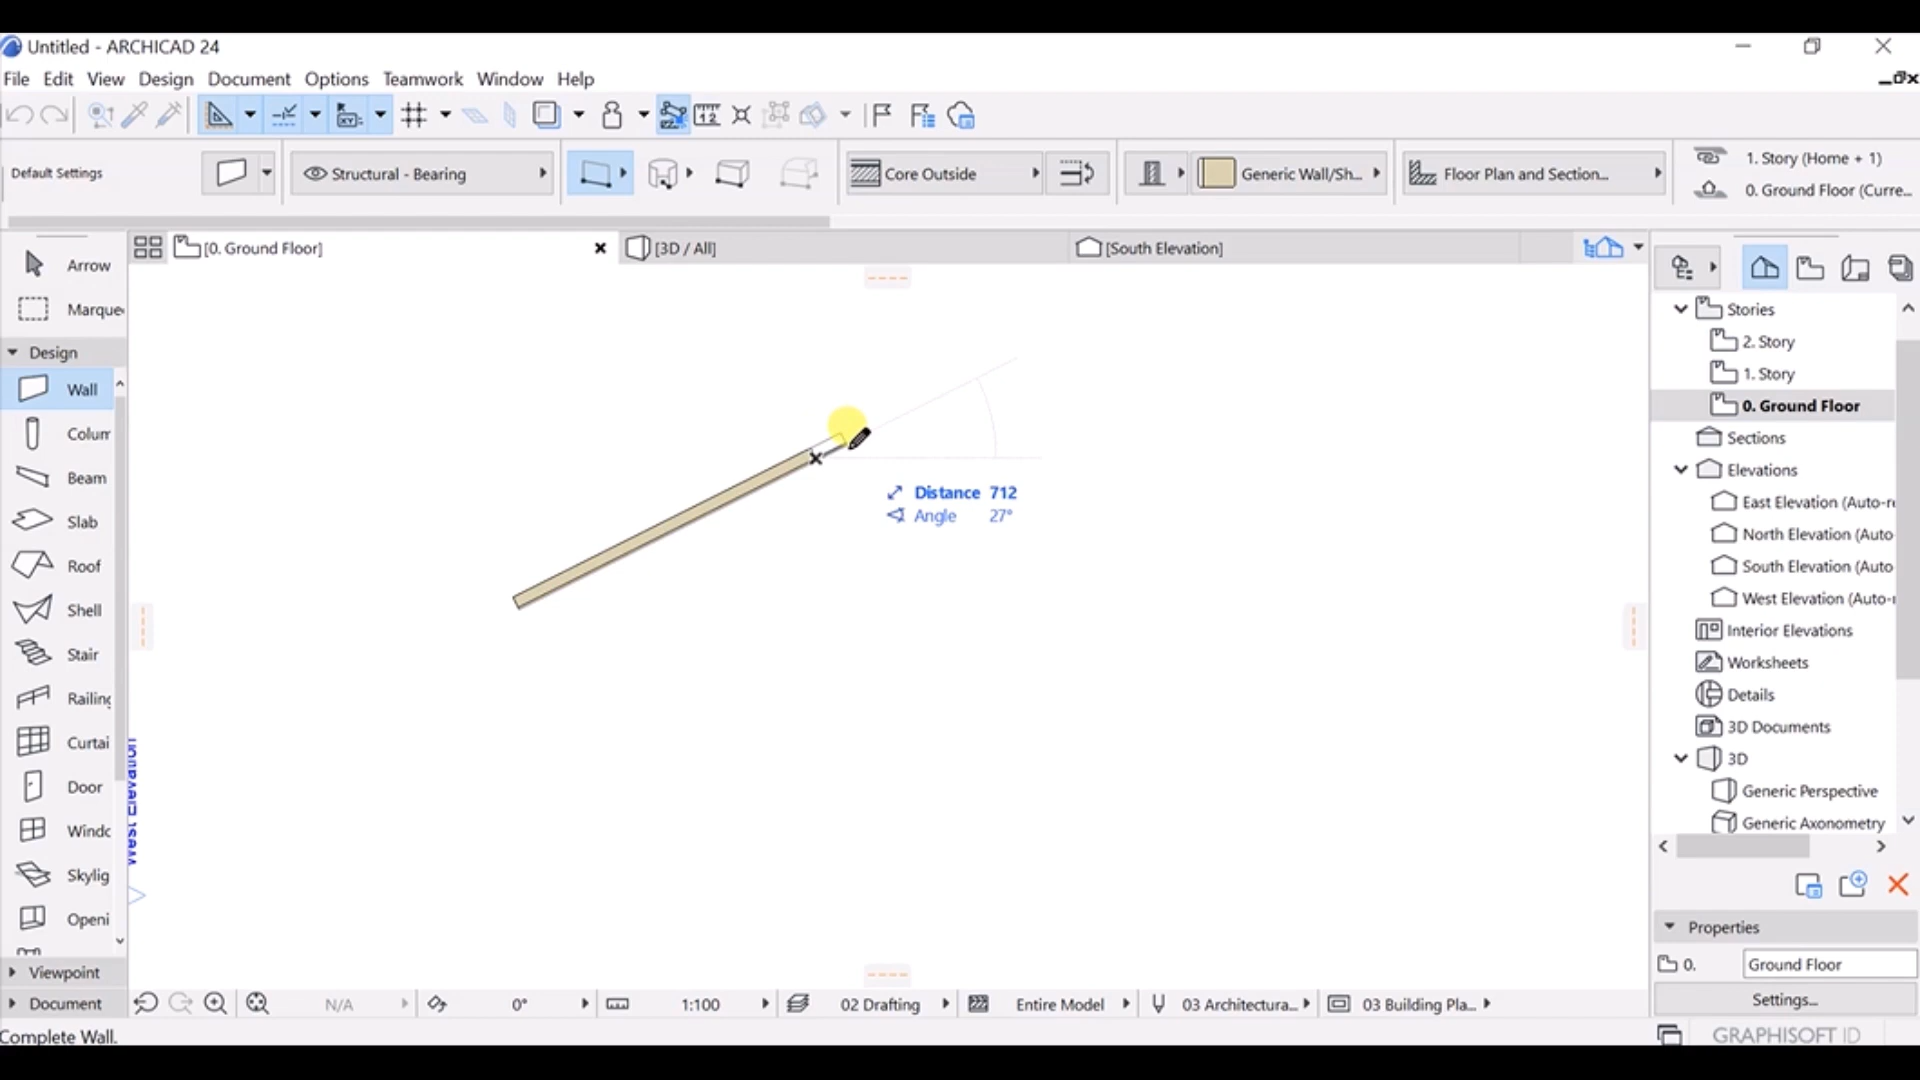 Untitled - ARCHICAD 24
File Edit View Design Document Options Teamwork Window Help
Default Settings
Structural - Bearing
Core Outside
Generic Wall/Sh...
Floor Plan and Section...
1. Story (Home + 1)
0. Ground Floor (Curre...
[0. Ground Floor]
[3D / All]
[South Elevation]
Arrow
Marque
Design
Wall
Colum
Beam
Slab
Roof
Shell
Stair
Railing
Curtai
Door
Windo
Skylig
Openi
Viewpoint
Document
West Elevation
Distance 712
Angle 27°
Stories
2. Story
1. Story
0. Ground Floor
Sections
Elevations
East Elevation (Auto-r
North Elevation (Auto
South Elevation (Auto
West Elevation (Auto-
Interior Elevations
Worksheets
Details
3D Documents
3D
Generic Perspective
Generic Axonometry
Properties
0. Ground Floor
Settings...
N/A
0°
1:100
02 Drafting
Entire Model
03 Architectura...
03 Building Pla...
Complete Wall.
GRAPHISOFT ID